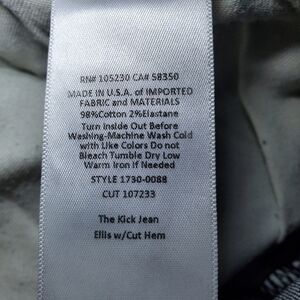 RN# 105230 CA# 58350
MADE IN U.S.A. of IMPORTED
FABRIC and MATERIALS
98%Cotton 2%Elastane
Turn Inside Out Before
Washing-Machine Wash Cold
with Like Colors Do not
Bleach Tumble Dry Low
Warm Iron if Needed
STYLE 1730-0088
CUT 107233
The Kick Jean
Ellis w/Cut Hem